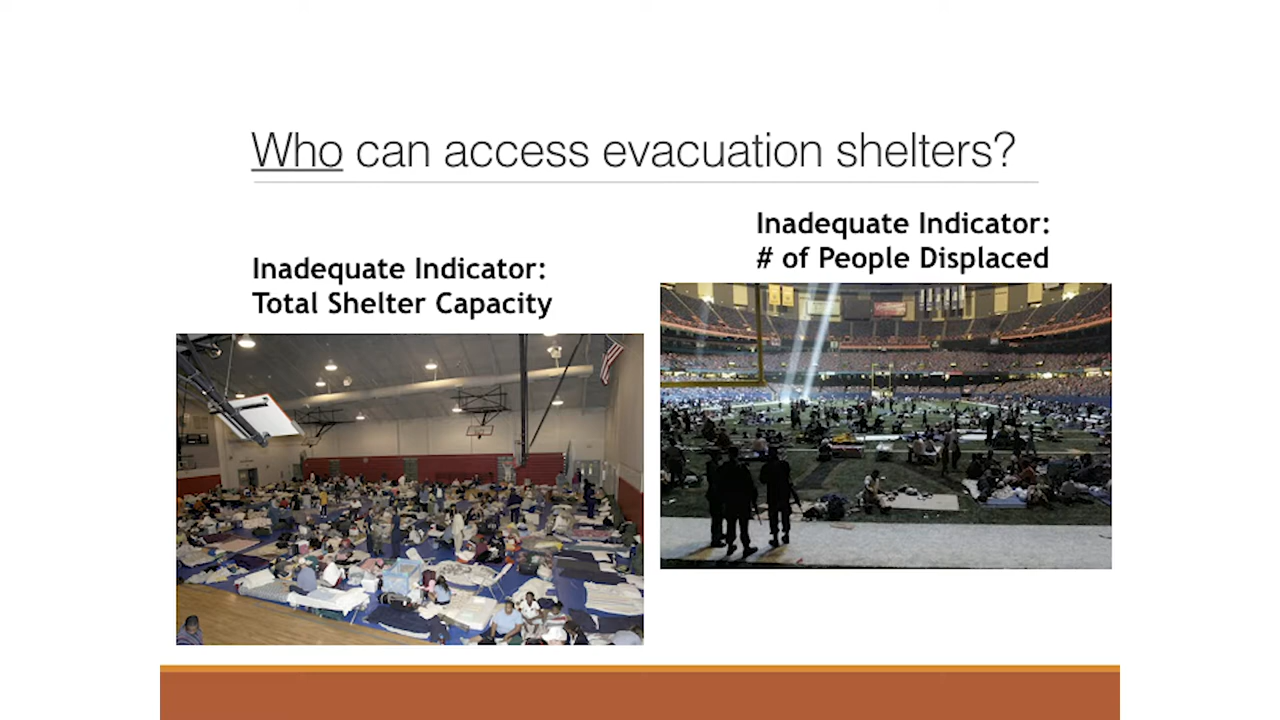 Who can access evacuation shelters?
Inadequate Indicator:
Total Shelter Capacity
Inadequate Indicator:
# of People Displaced